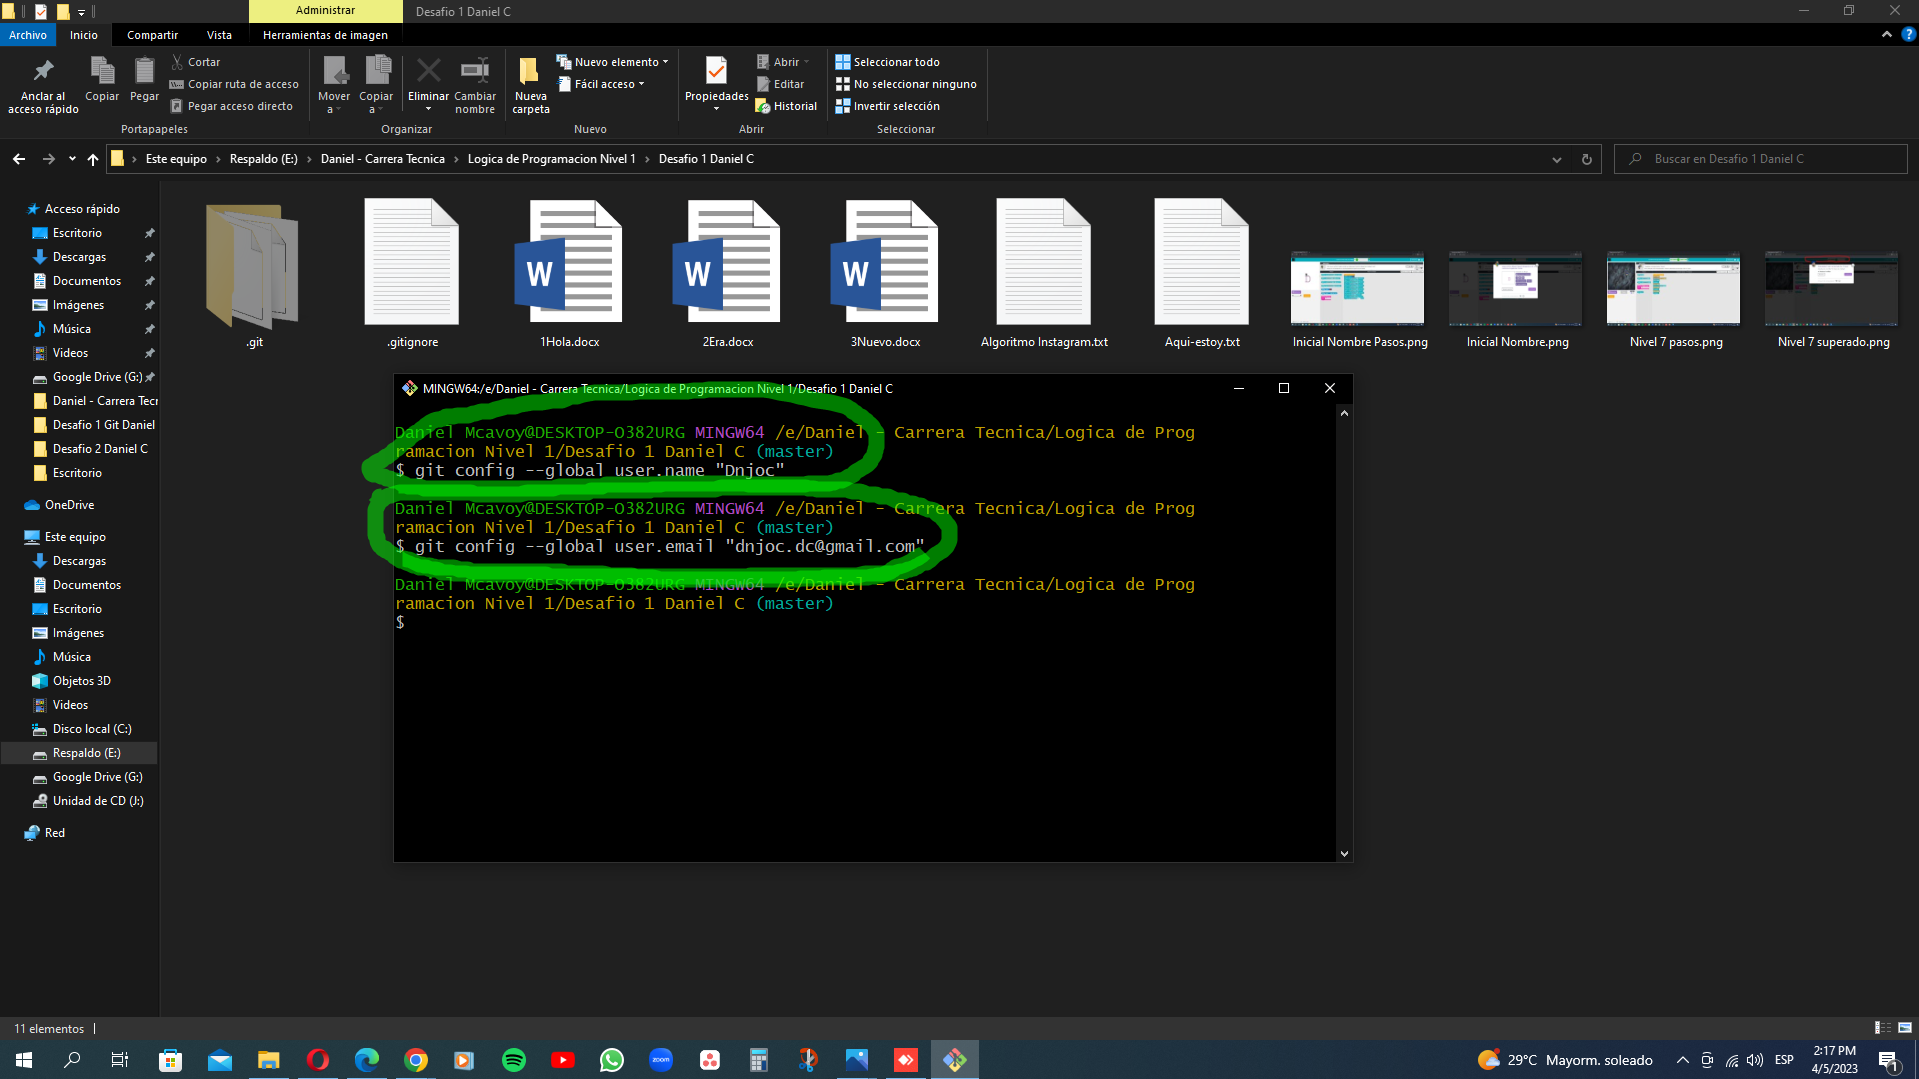 Administrar
Desafio 1 Daniel C
Archivo
Inicio
Compartir
Vista
Herramientas de imagen
Anclar al
acceso rápido
Copiar
Pegar
Cortar
Copiar ruta de acceso
Pegar acceso directo
Portapapeles
Mover
a
Copiar
a
Eliminar
Cambiar
nombre
Organizar
Nueva
carpeta
Nuevo elemento
Fácil acceso
Nuevo
Propiedades
Abrir
Editar
Historial
Abrir
Seleccionar todo
No seleccionar ninguno
Invertir selección
Seleccionar
Este equipo
Respaldo (E:)
Daniel - Carrera Tecnica
Logica de Programacion Nivel 1
Desafio 1 Daniel C
Buscar en Desafio 1 Daniel C
Acceso rápido
Escritorio
Descargas
Documentos
Imágenes
Música
Videos
Google Drive (G:)
Daniel - Carrera Tecr
Desafio 1 Git Daniel
Desafio 2 Daniel C
Escritorio
OneDrive
Este equipo
Descargas
Documentos
Escritorio
Imágenes
Música
Objetos 3D
Videos
Disco local (C:)
Respaldo (E:)
Google Drive (G:)
Unidad de CD (J:)
Red
.git
.gitignore
W
1Hola.docx
W
2Era.docx
W
3Nuevo.docx
Algoritmo Instagram.txt
Aqui-estoy.txt
Inicial Nombre Pasos.png
Inicial Nombre.png
Nivel 7 pasos.png
Nivel 7 superado.png
MINGW64:/e/Daniel - Carrera Tecnica/Logica de Programacion Nivel 1/Desafio 1 Daniel C
Daniel Mcavoy@DESKTOP-O382URG MINGW64 /e/Daniel - Carrera Tecnica/Logica de Prog
ramacion Nivel 1/Desafio 1 Daniel C (master)
$ git config --global user.name "Dnjoc"
Daniel Mcavoy@DESKTOP-O382URG MINGW64 /e/Daniel - Carrera Tecnica/Logica de Prog
ramacion Nivel 1/Desafio 1 Daniel C (master)
$ git config --global user.email "dnjoc.dc@gmail.com"
Daniel Mcavoy@DESKTOP-O382URG MINGW64 /e/Daniel - Carrera Tecnica/Logica de Prog
ramacion Nivel 1/Desafio 1 Daniel C (master)
$
11 elementos
zoom
29°C Mayorm. soleado
ESP
2:17 PM
4/5/2023
1